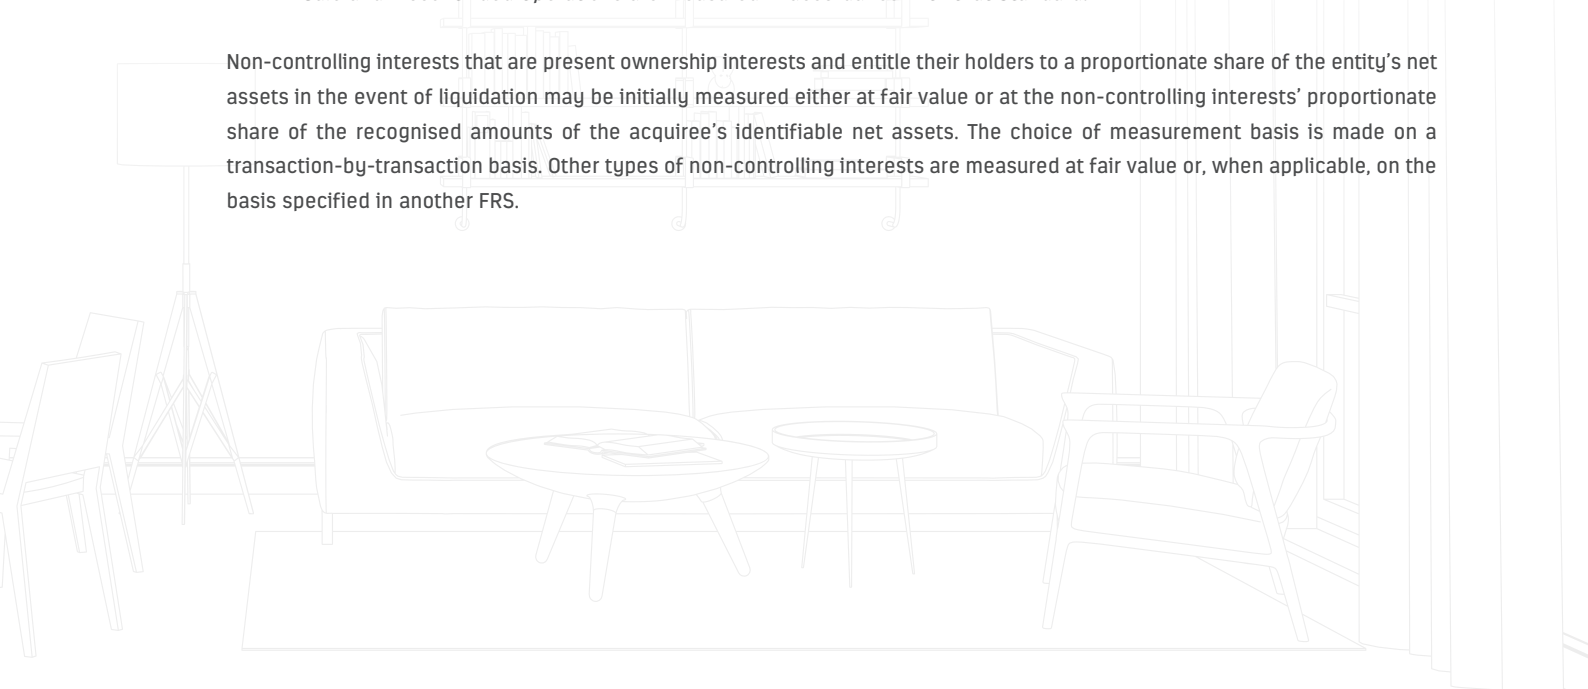 Non-controlling interests that are present ownership interests and entitle their holders to a proportionate share of the entity's net
assets in the event of liquidation may be initially measured either at fair value or at the non-controlling interests' proportionate
share of the recognised amounts of the acquiree's identifiable net assets. The choice of measurement basis is made on a
transaction-by-transaction basis. Other types of non-controlling interests are measured at fair value or, when applicable, on the
basis specified in another FRS.